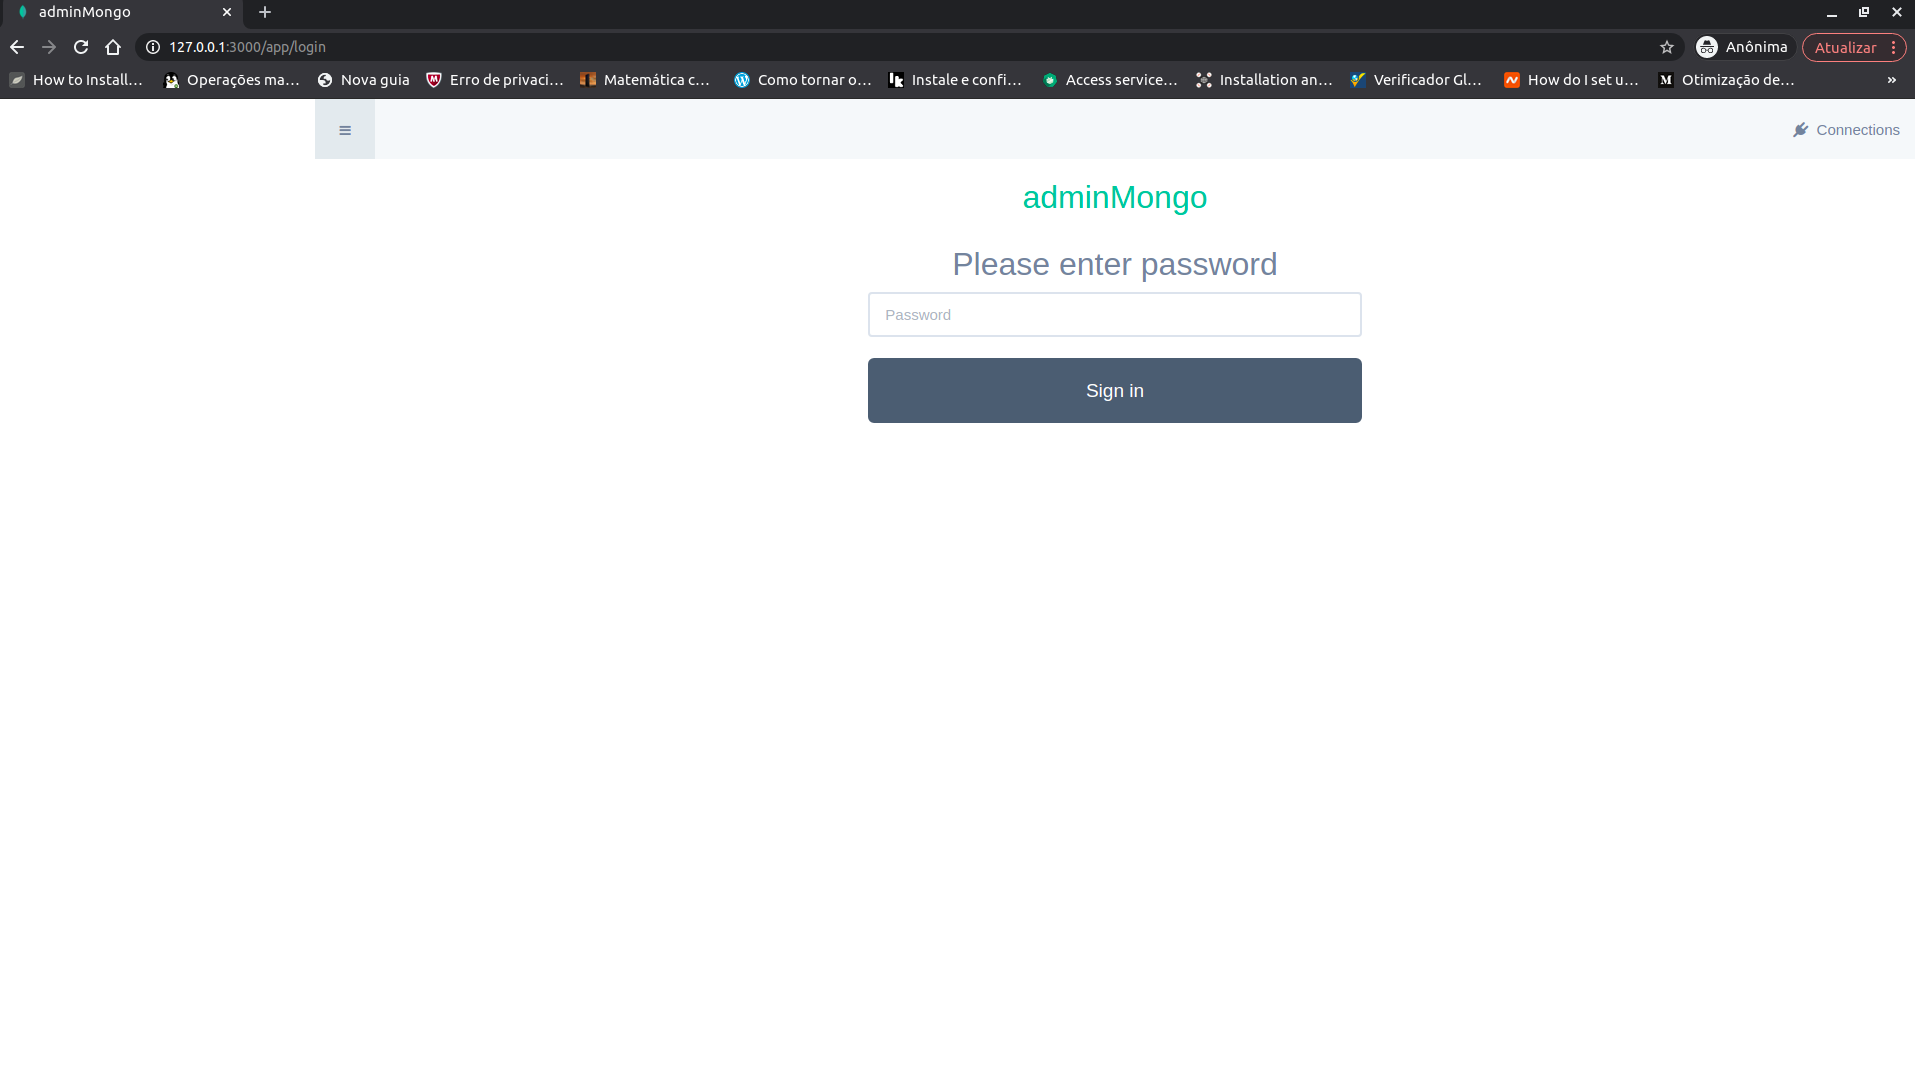 adminMongo
127.0.0.1:3000/app/login
Anônima
Atualizar
How to Install...
Operações ma...
Nova guia
Erro de privaci...
Matemática c...
Como tornar o...
Instale e confi...
Access service...
Installation an...
Verificador Gl...
How do I set u...
Otimização de...
»
Connections
adminMongo
Please enter password
Password
Sign in